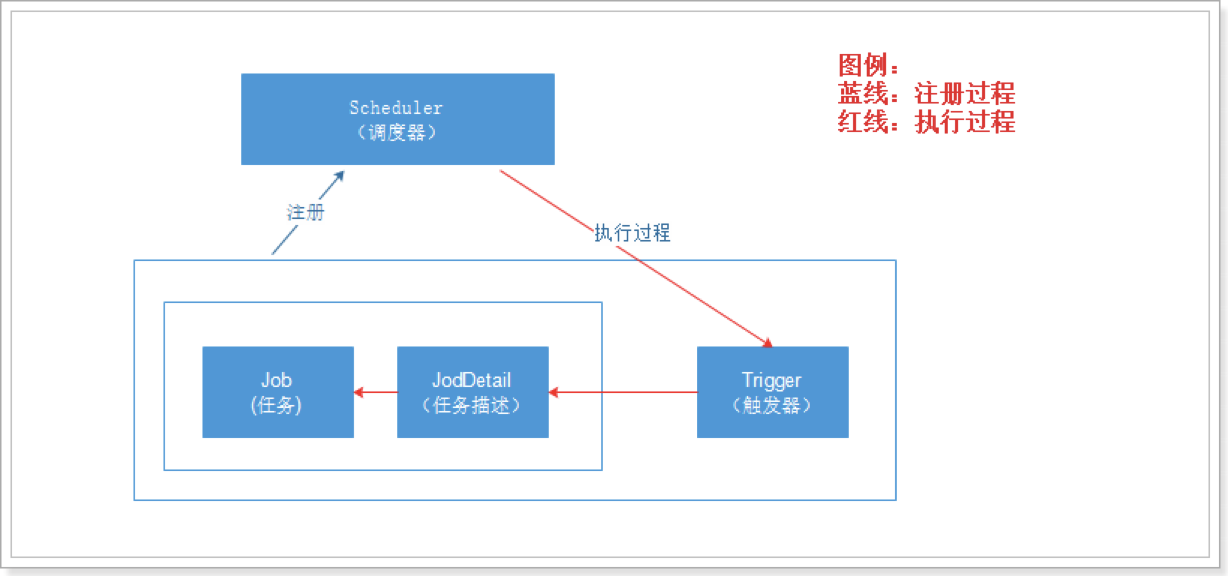 图例：
蓝线：注册过程
红线：执行过程
Scheduler
（调度器）
注册
执行过程
Job
(任务)
JodDetail
（任务描述）
Trigger
（触发器）